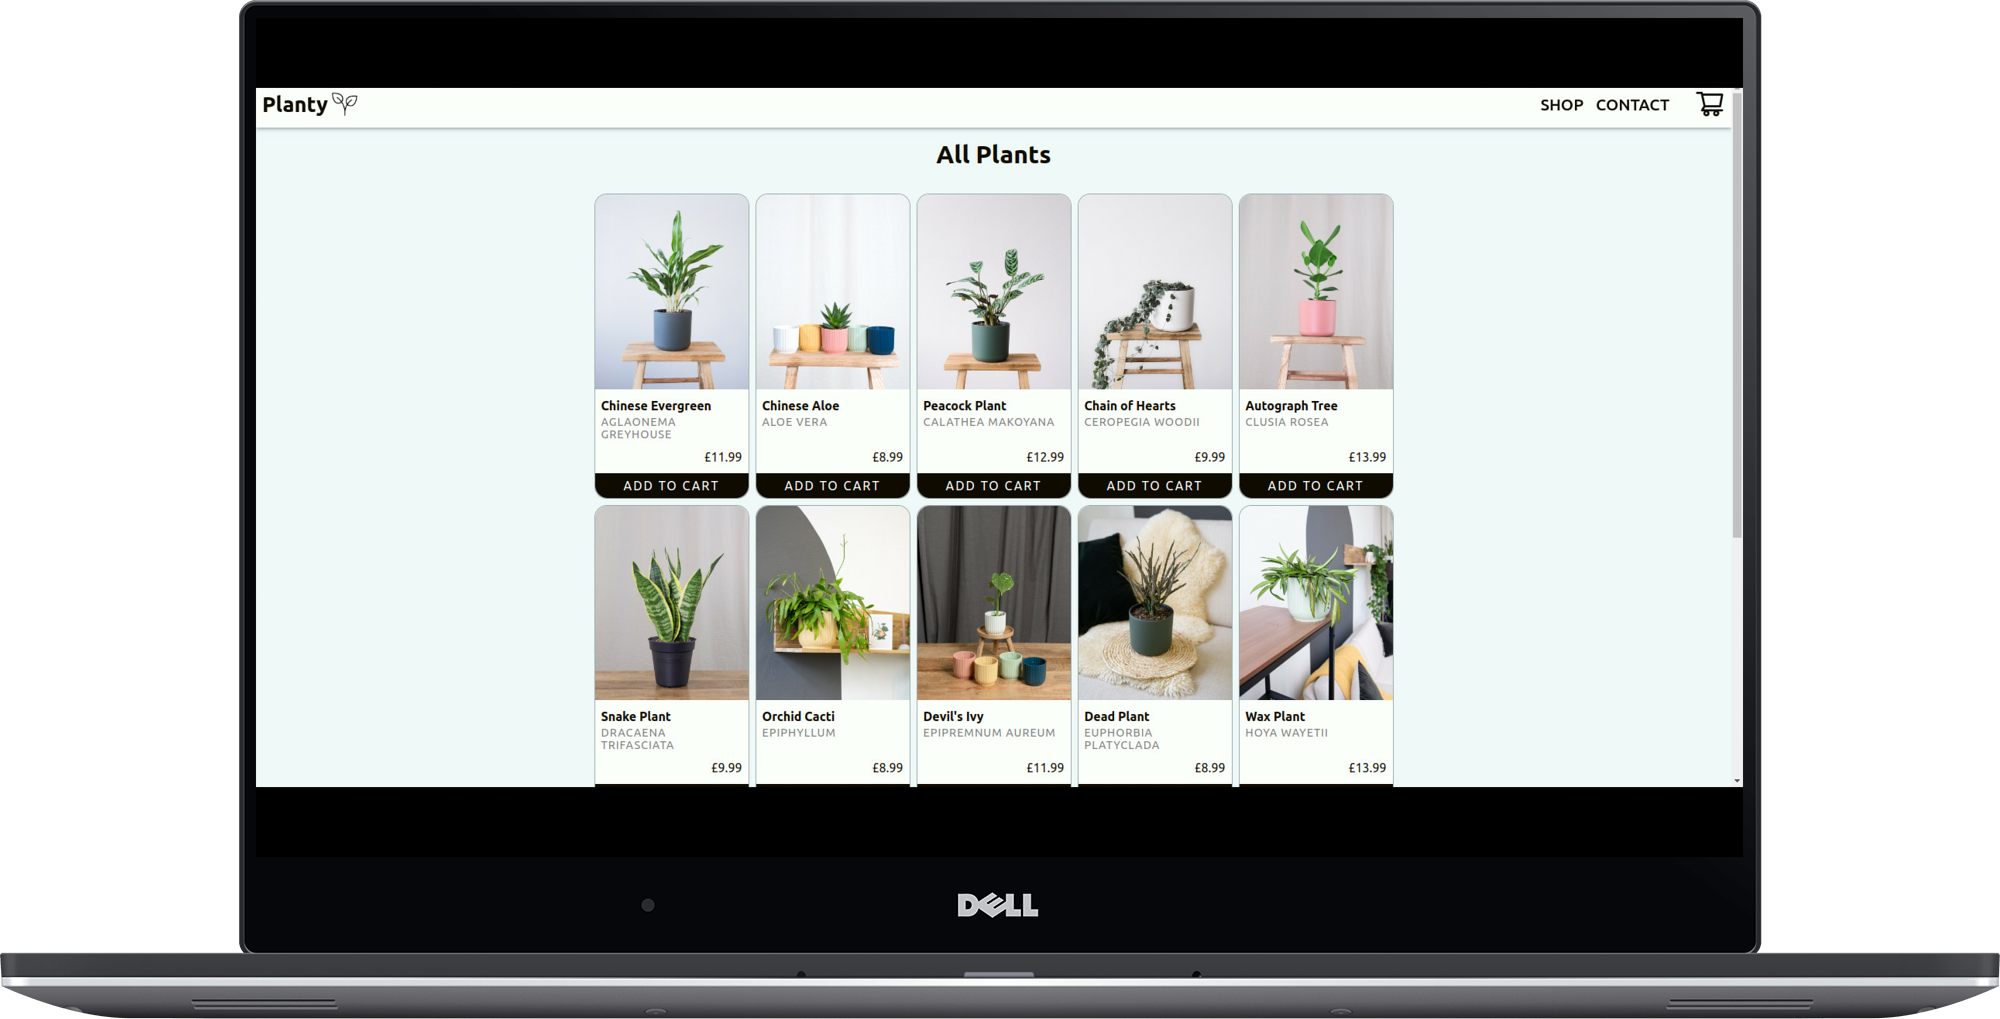 Planty
SHOP CONTACT
All Plants
Chinese Evergreen
AGLAONEMA
GREYHOUSE
£11.99
ADD TO CART
Chinese Aloe
ALOE VERA
£8.99
ADD TO CART
Peacock Plant
CALATHEA MAKOYANA
£12.99
ADD TO CART
Chain of Hearts
CEROPEGIA WOODII
£9.99
ADD TO CART
Autograph Tree
CLUSIA ROSEA
£13.99
ADD TO CART
Snake Plant
DRACAENA
TRIFASCIATA
£9.99
Orchid Cacti
EPIPHYLLUM
£8.99
Devil's Ivy
EPIPREMNUM AUREUM
£11.99
Dead Plant
EUPHORBIA
PLATYCLADA
£8.99
Wax Plant
HOYA WAYETII
£13.99
DELL